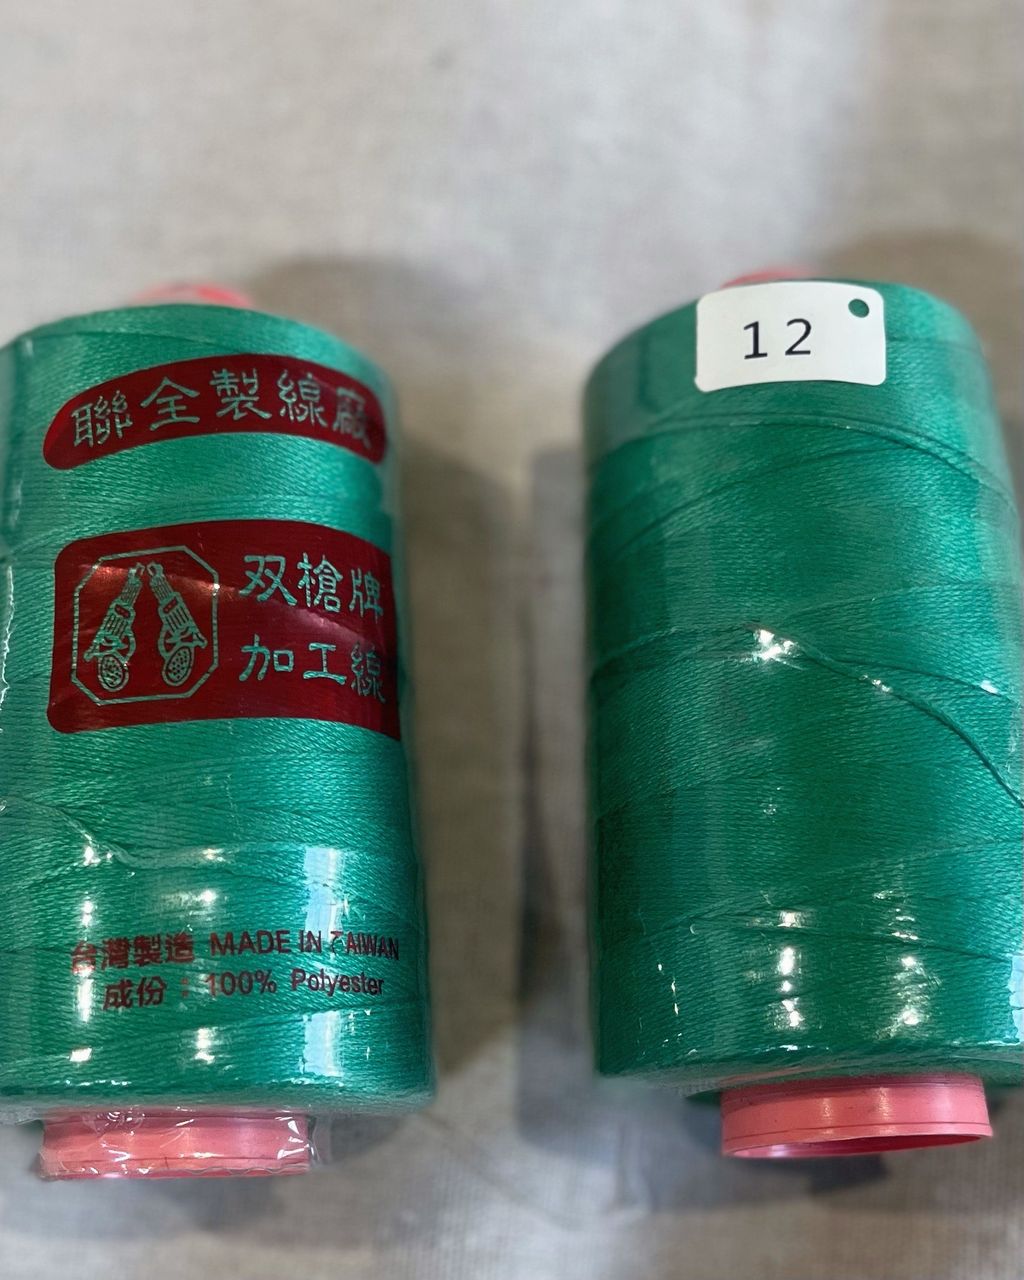 聯全製線廠
双槍牌
加工線
台灣製造 MADE IN TAIWAN
成份：100% Polyester
12